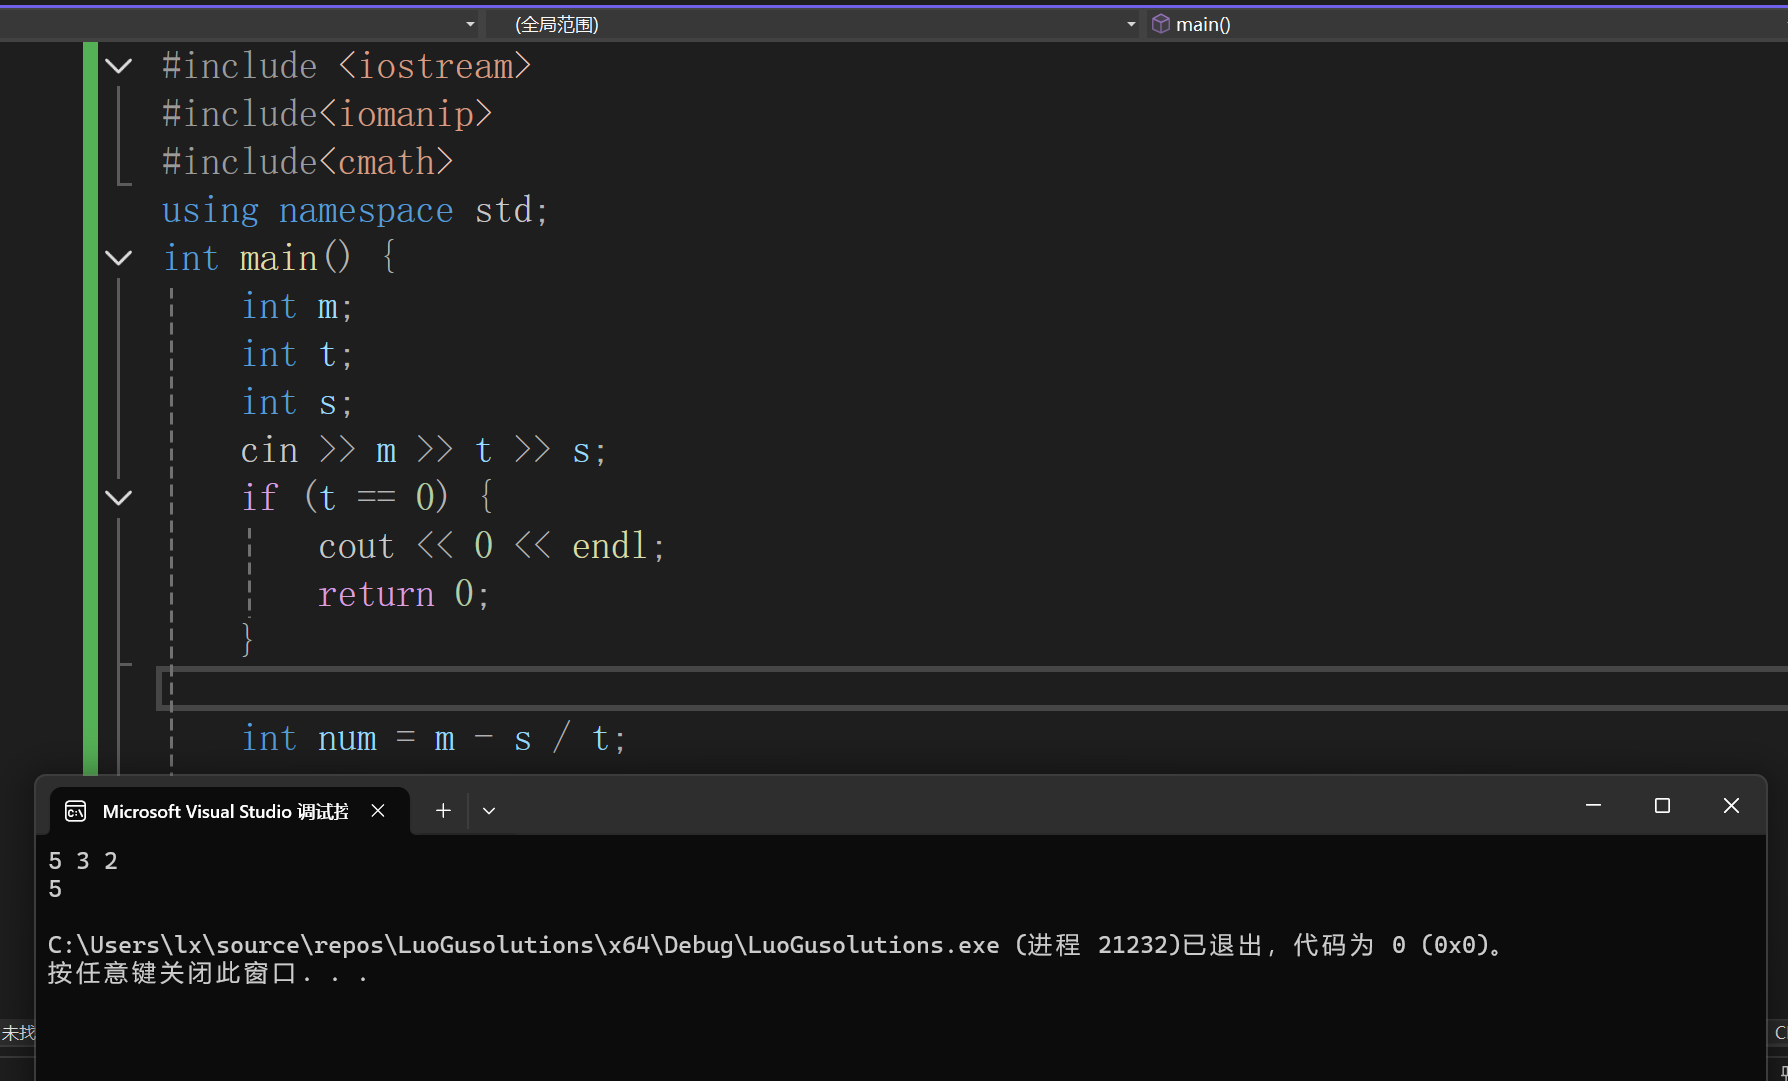 (全局范围) main()
#include <iostream>
#include<iomanip>
#include<cmath>
using namespace std;
int main() {
int m;
int t;
int s;
cin >> m >> t >> s;
if (t == 0) {
cout << 0 << endl;
return 0;
}
int num = m - s / t;
Microsoft Visual Studio 调试控
5 3 2
5
C:\Users\lx\source\repos\LuoGusolutions\x64\Debug\LuoGusolutions.exe (进程 21232)已退出，代码为 0 (0x0)。
按任意键关闭此窗口. . .
未找